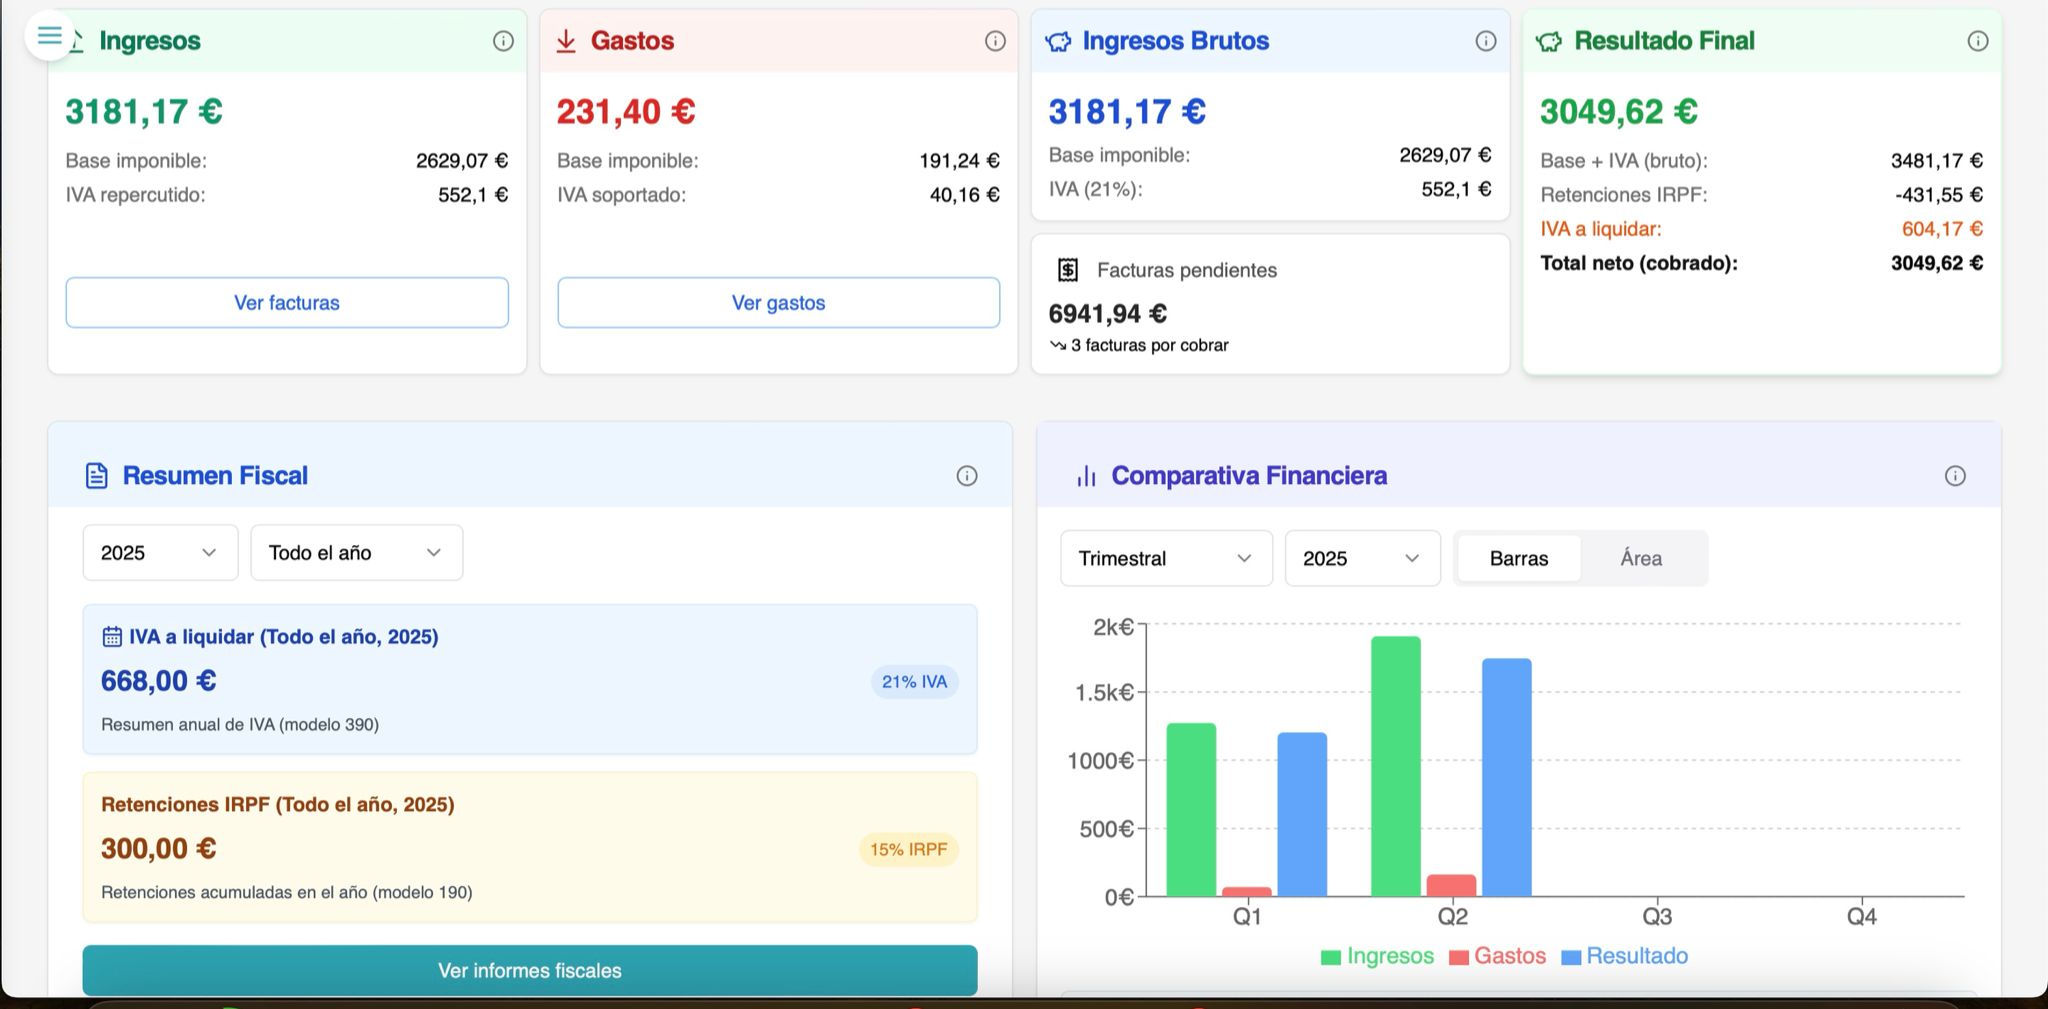 Ingresos
3181,17 €
Base imponible: 2629,07 €
IVA repercutido: 552,1 €
Ver facturas
Gastos
231,40 €
Base imponible: 191,24 €
IVA soportado: 40,16 €
Ver gastos
Ingresos Brutos
3181,17 €
Base imponible: 2629,07 €
IVA (21%): 552,1 €
Facturas pendientes
6941,94 €
3 facturas por cobrar
Resultado Final
3049,62 €
Base + IVA (bruto): 3481,17 €
Retenciones IRPF: -431,55 €
IVA a liquidar: 604,17 €
Total neto (cobrado): 3049,62 €
Resumen Fiscal
2025 Todo el año
IVA a liquidar (Todo el año, 2025)
668,00 €
21% IVA
Resumen anual de IVA (modelo 390)
Retenciones IRPF (Todo el año, 2025)
300,00 €
15% IRPF
Retenciones acumuladas en el año (modelo 190)
Ver informes fiscales
Comparativa Financiera
Trimestral 2025 Barras Área
2k€
1.5k€
1000€
500€
0€
Q1 Q2 Q3 Q4
Ingresos Gastos Resultado